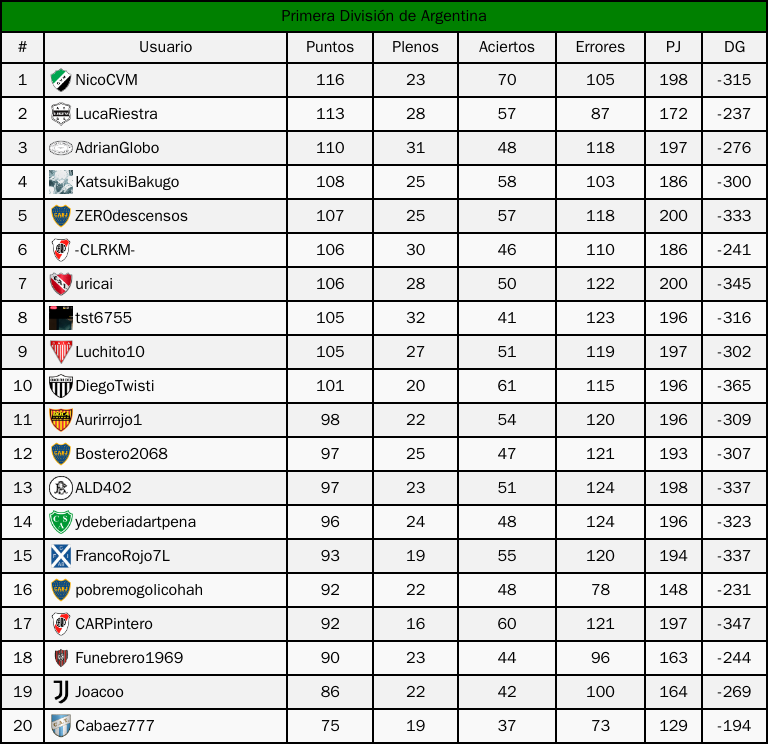 Primera División de Argentina
# Usuario Puntos Plenos Aciertos Errores PJ DG
1 NicoCVM 116 23 70 105 198 -315
2 LucaRiestra 113 28 57 87 172 -237
3 AdrianGlobo 110 31 48 118 197 -276
4 KatsukiBakugo 108 25 58 103 186 -300
5 ZER0descensos 107 25 57 118 200 -333
6 -CLRKM- 106 30 46 110 186 -241
7 uricai 106 28 50 122 200 -345
8 tst6755 105 32 41 123 196 -316
9 Luchito10 105 27 51 119 197 -302
10 DiegoTwisti 101 20 61 115 196 -365
11 Aurirrojo1 98 22 54 120 196 -309
12 Bostero2068 97 25 47 121 193 -307
13 ALD402 97 23 51 124 198 -337
14 ydeberiadartpena 96 24 48 124 196 -323
15 FrancoRojo7L 93 19 55 120 194 -337
16 pobremogolicohah 92 22 48 78 148 -231
17 CARPintero 92 16 60 121 197 -347
18 Funebrero1969 90 23 44 96 163 -244
19 Joacoo 86 22 42 100 164 -269
20 Cabaez777 75 19 37 73 129 -194